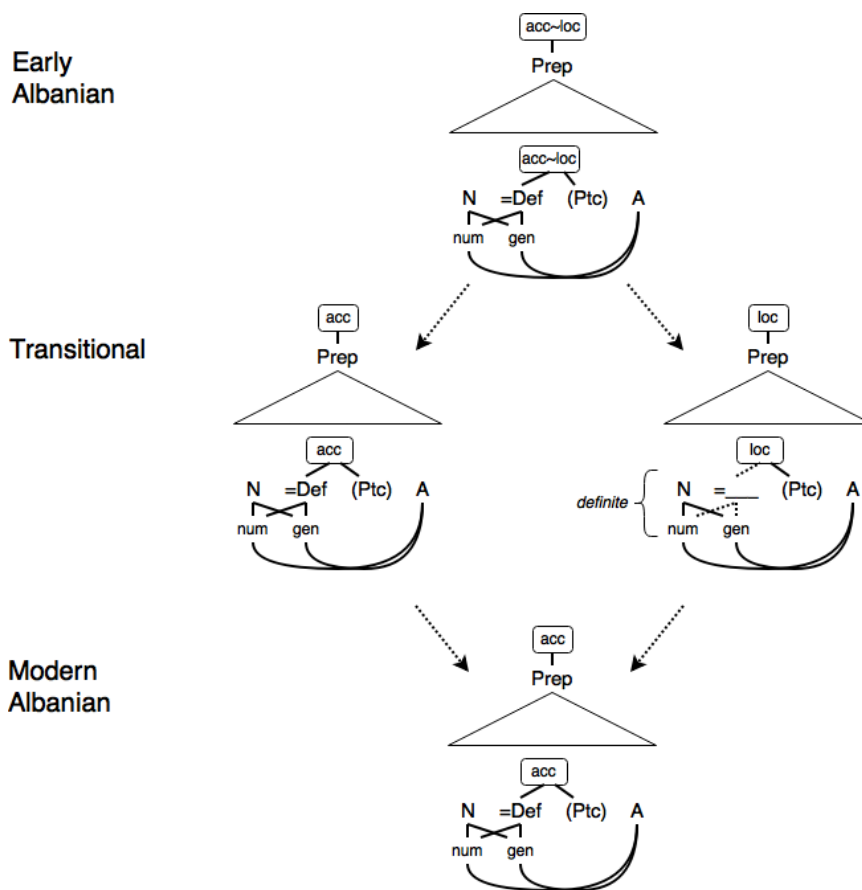 acc~loc
Early
Albanian
Prep
acc~loc
N =Def (Ptc) A
num gen
acc loc
Transitional
Prep Prep
acc loc
N =Def (Ptc) A definite N =___ (Ptc) A
num gen num gen
acc
Modern
Albanian
Prep
acc
N =Def (Ptc) A
num gen